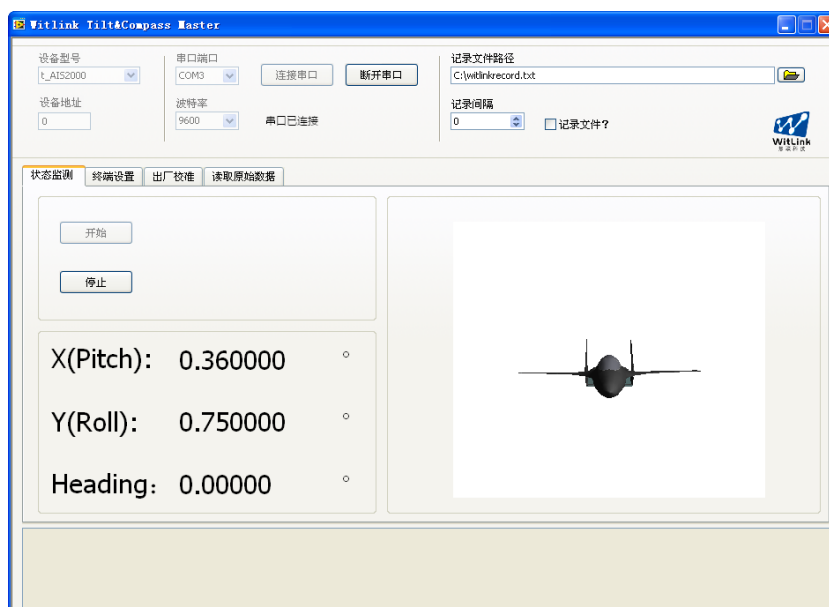 Witlink Tilt&Compass Master
设备型号
t_AIS2000
设备地址
0
串口端口
COM3
连接串口
断开串口
波特率
9600
串口已连接
记录文件路径
C:\witlinkrecord.txt
记录间隔
0
记录文件?
WitLink
状态监测
终端设置
出厂校准
读取原始数据
开始
停止
X(Pitch): 0.360000 °
Y(Roll): 0.750000 °
Heading: 0.00000 °